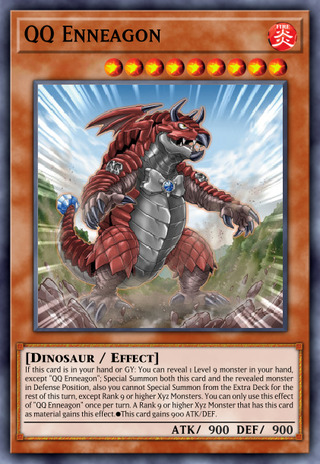 QQ Enneagon
FIRE
炎
[Dinosaur / Effect]
If this card is in your hand or GY: You can reveal 1 Level 9 monster in your hand,
except "QQ Enneagon"; Special Summon both this card and the revealed monster
in Defense Position, also you cannot Special Summon from the Extra Deck for the
rest of this turn, except Rank 9 or higher Xyz Monsters. You can only use this effect
of "QQ Enneagon" once per turn. A Rank 9 or higher Xyz Monster that has this card
as material gains this effect.●This card gains 900 ATK/DEF.
ATK/ 900 DEF/ 900